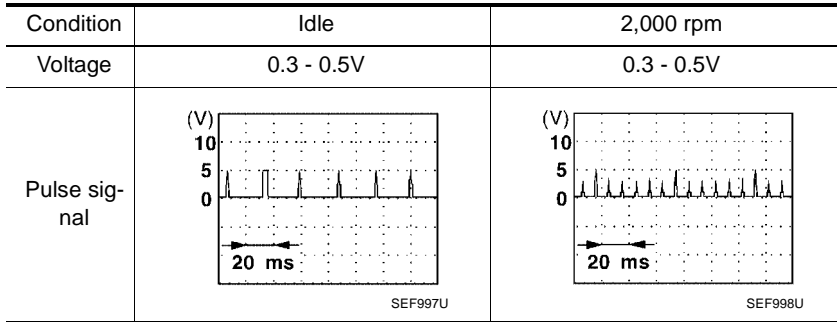 Condition Idle 2,000 rpm
Voltage 0.3 - 0.5V 0.3 - 0.5V
Pulse sig-
nal
(V)
10
5
0
20 ms
SEF997U
(V)
10
5
0
20 ms
SEF998U